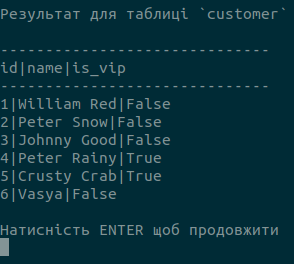 Результат для таблиці `customer`
------------------------------
id|name|is_vip
------------------------------
1|William Red|False
2|Peter Snow|False
3|Johnny Good|False
4|Peter Rainy|True
5|Crusty Crab|True
6|Vasya|False
Натисність ENTER щоб продовжити